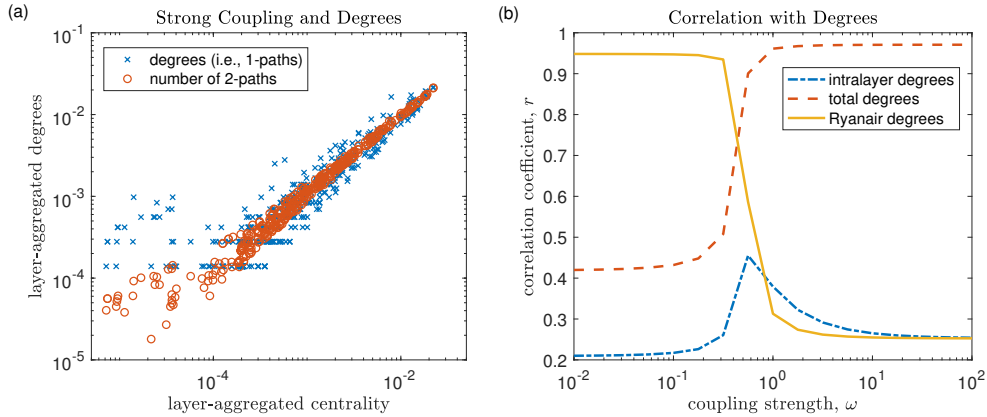 (a)
Strong Coupling and Degrees
10^-1
10^-2
10^-3
10^-4
10^-5
layer-aggregated degrees
degrees (i.e., 1-paths)
number of 2-paths
10^-4
10^-2
layer-aggregated centrality
(b)
Correlation with Degrees
1
0.9
0.8
0.7
0.6
0.5
0.4
0.3
0.2
correlation coefficient, r
intralayer degrees
total degrees
Ryanair degrees
10^-2
10^-1
10^0
10^1
10^2
coupling strength, ω